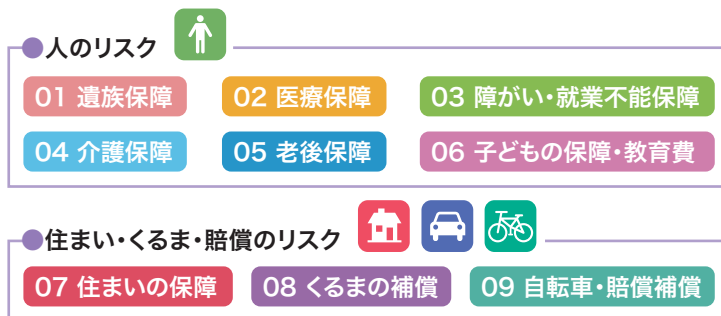 ●人のリスク
01 遺族保障 02 医療保障 03 障がい・就業不能保障
04 介護保障 05 老後保障 06 子どもの保障・教育費
●住まい・くるま・賠償のリスク
07 住まいの保障 08 くるまの補償 09 自転車・賠償補償